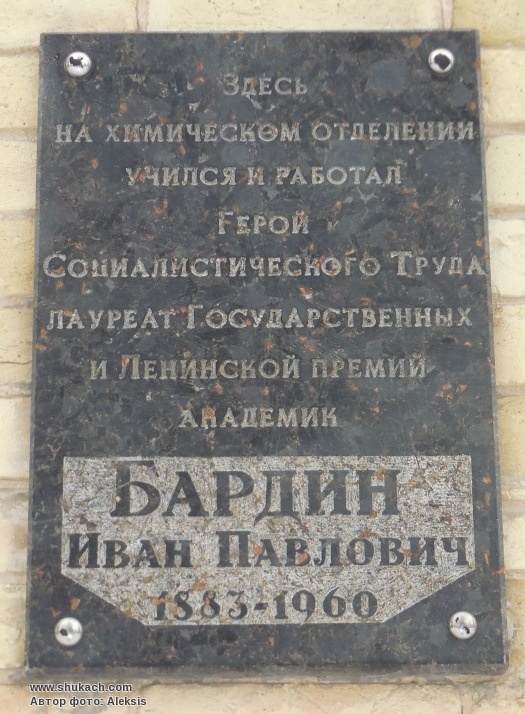 Здесь
на химическом отделении
учился и работал
Герой
Социалистического Труда
лауреат Государственных
и Ленинской премий
академик
Бардин
Иван Павлович
1883-1960
www.shukach.com
Автор фото: Aleksis